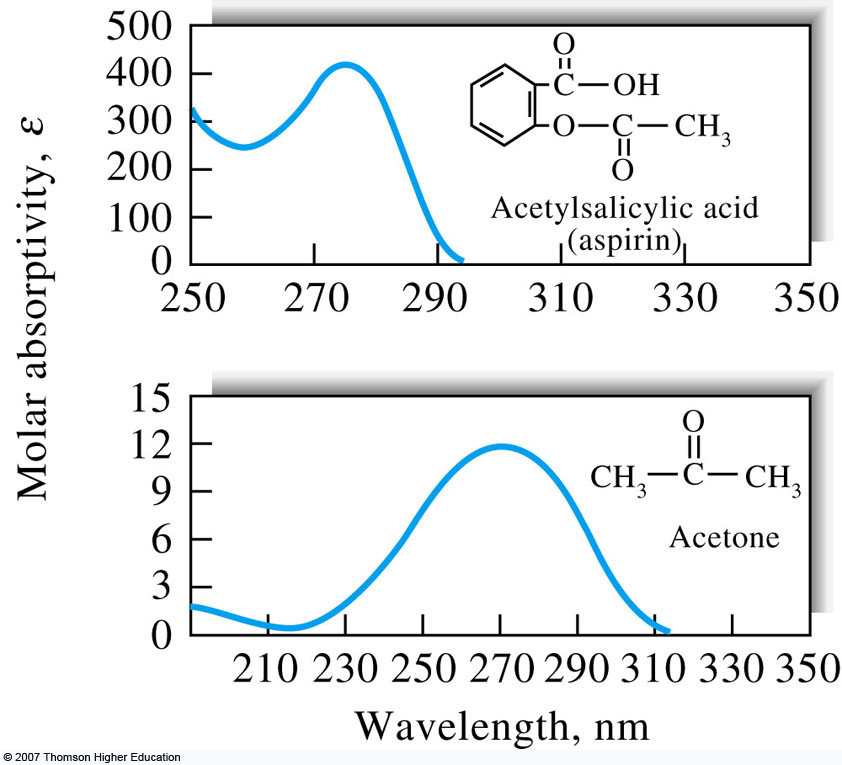 Molar absorptivity, ε
500
400
300
200
100
0
250 270 290 310 330 350
O
C—OH
O—C—CH3
O
Acetylsalicylic acid
(aspirin)
15
12
9
6
3
0
210 230 250 270 290 310 330 350
O
CH3—C—CH3
Acetone
Wavelength, nm
© 2007 Thomson Higher Education